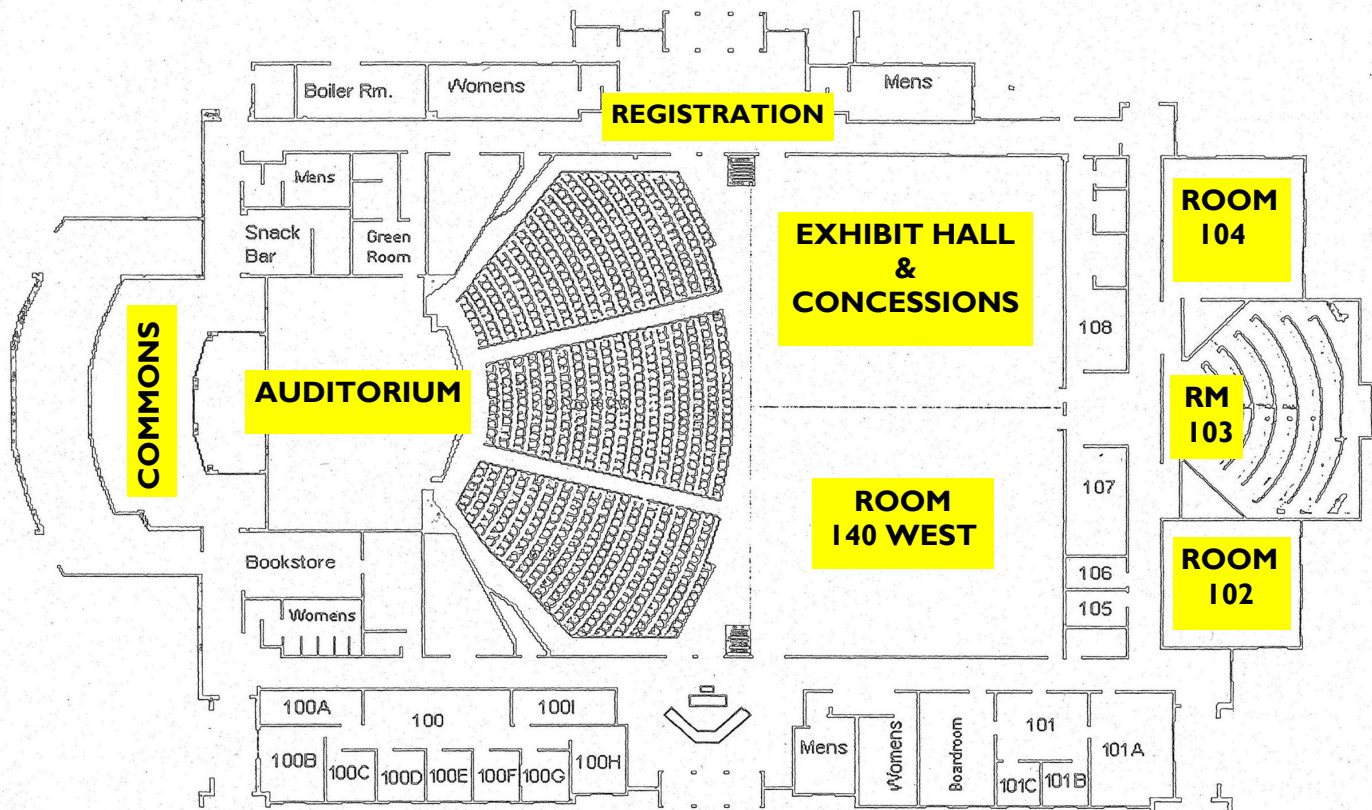 Boiler Rm.
Womens
Mens
REGISTRATION
Mens
Snack
Bar
Green
Room
EXHIBIT HALL
&
CONCESSIONS
ROOM
104
108
COMMONS
AUDITORIUM
RM
103
ROOM
140 WEST
107
Bookstore
106
ROOM
102
Womens
105
100A
100
100I
100B
100C
100D
100E
100F
100G
100H
Mens
Womens
Boardroom
101
101A
101C
101B